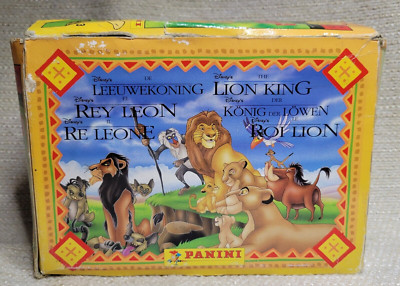 Disney's DE
LEEUWEKONING
Disney's THE
LION KING
Disney's EL
REY LEON
Disney's DER
KÖNIG DER LÖWEN
Disney's IL
RE LEONE
Disney's LE
ROI LION
PANINI